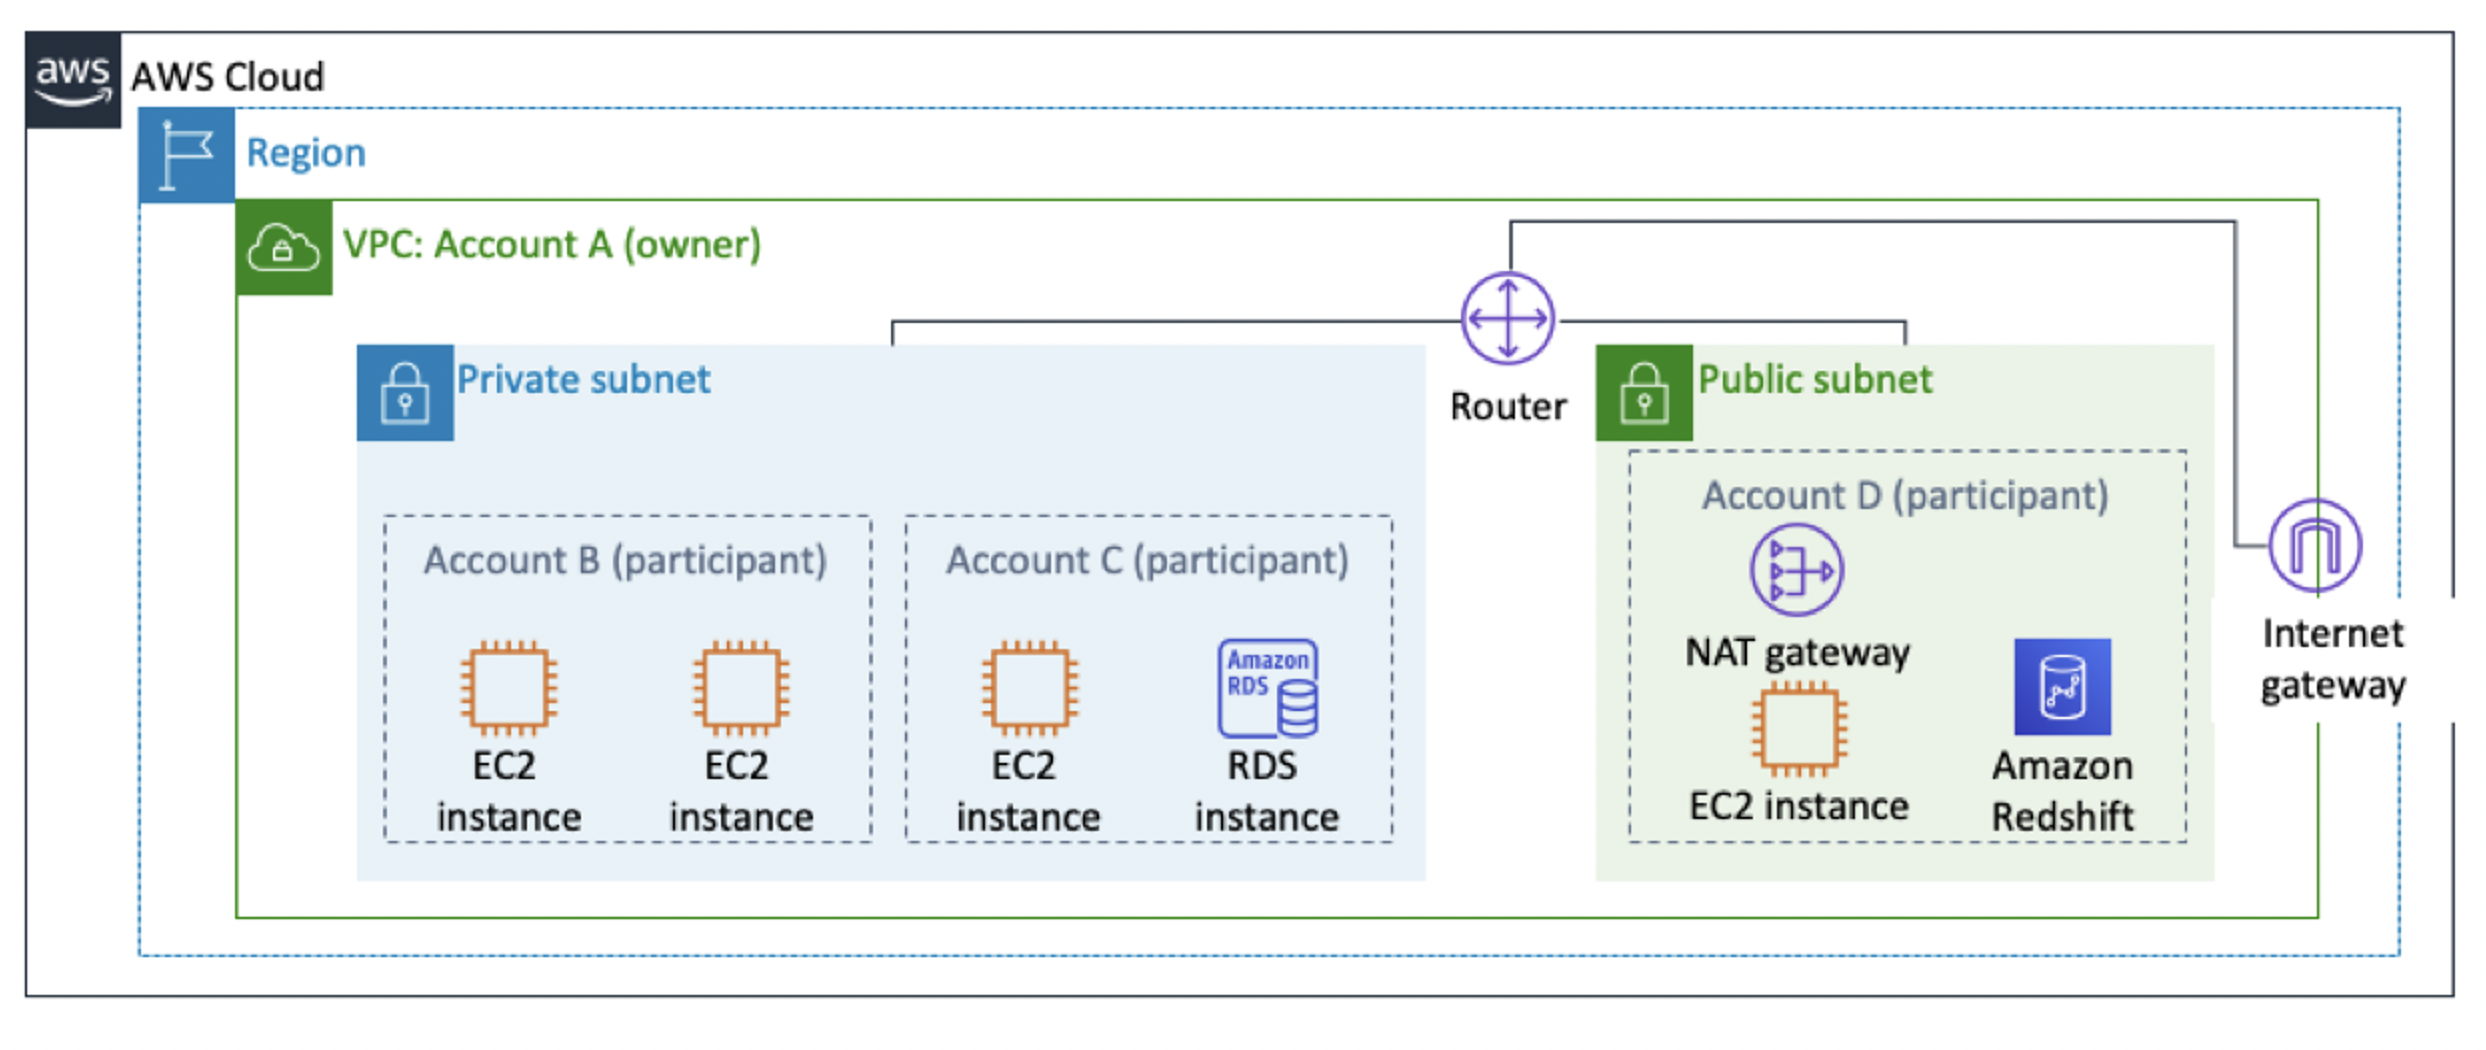 aws
AWS Cloud
Region
VPC: Account A (owner)
Router
Private subnet
Account B (participant)
EC2
instance
EC2
instance
Account C (participant)
EC2
instance
Amazon
RDS
RDS
instance
Public subnet
Account D (participant)
NAT gateway
EC2 instance
Amazon
Redshift
Internet
gateway